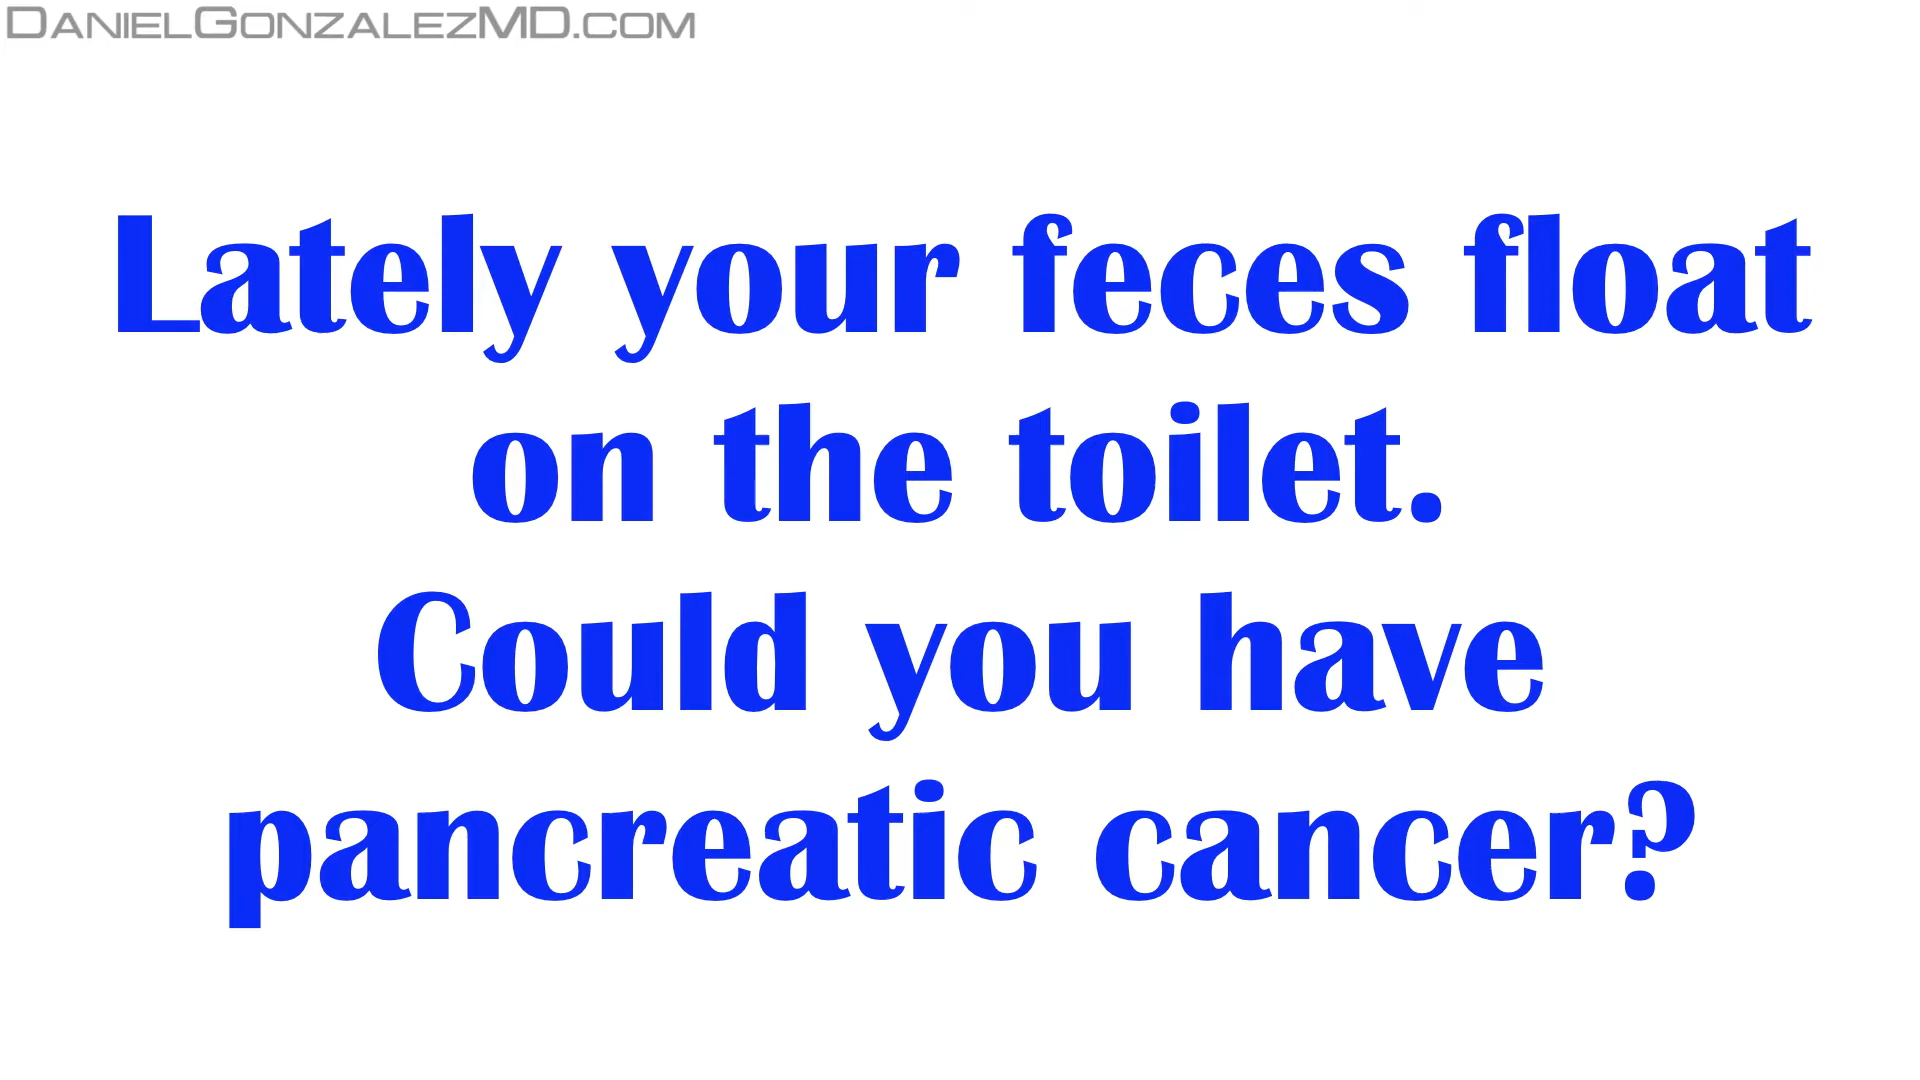 DanielGonzalezMD.com
Lately your feces float
on the toilet.
Could you have
pancreatic cancer?